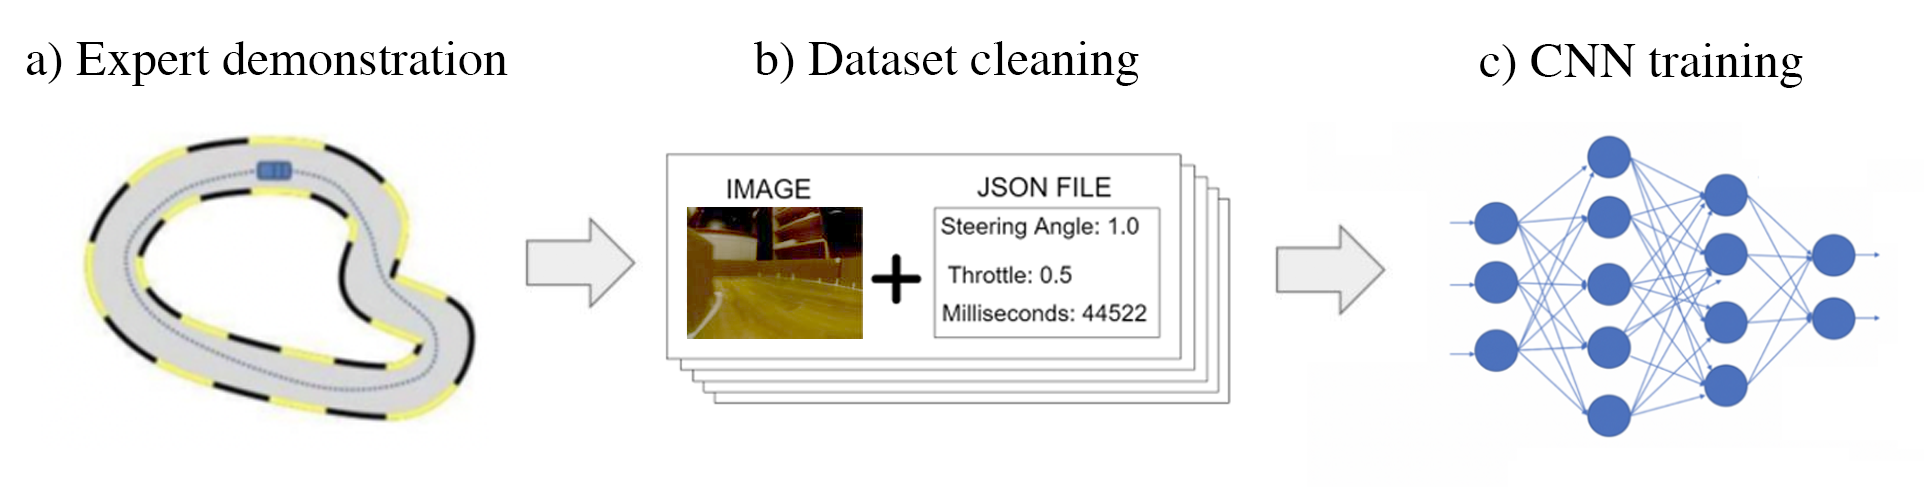 a) Expert demonstration
b) Dataset cleaning
c) CNN training
IMAGE
JSON FILE
Steering Angle: 1.0
Throttle: 0.5
Milliseconds: 44522